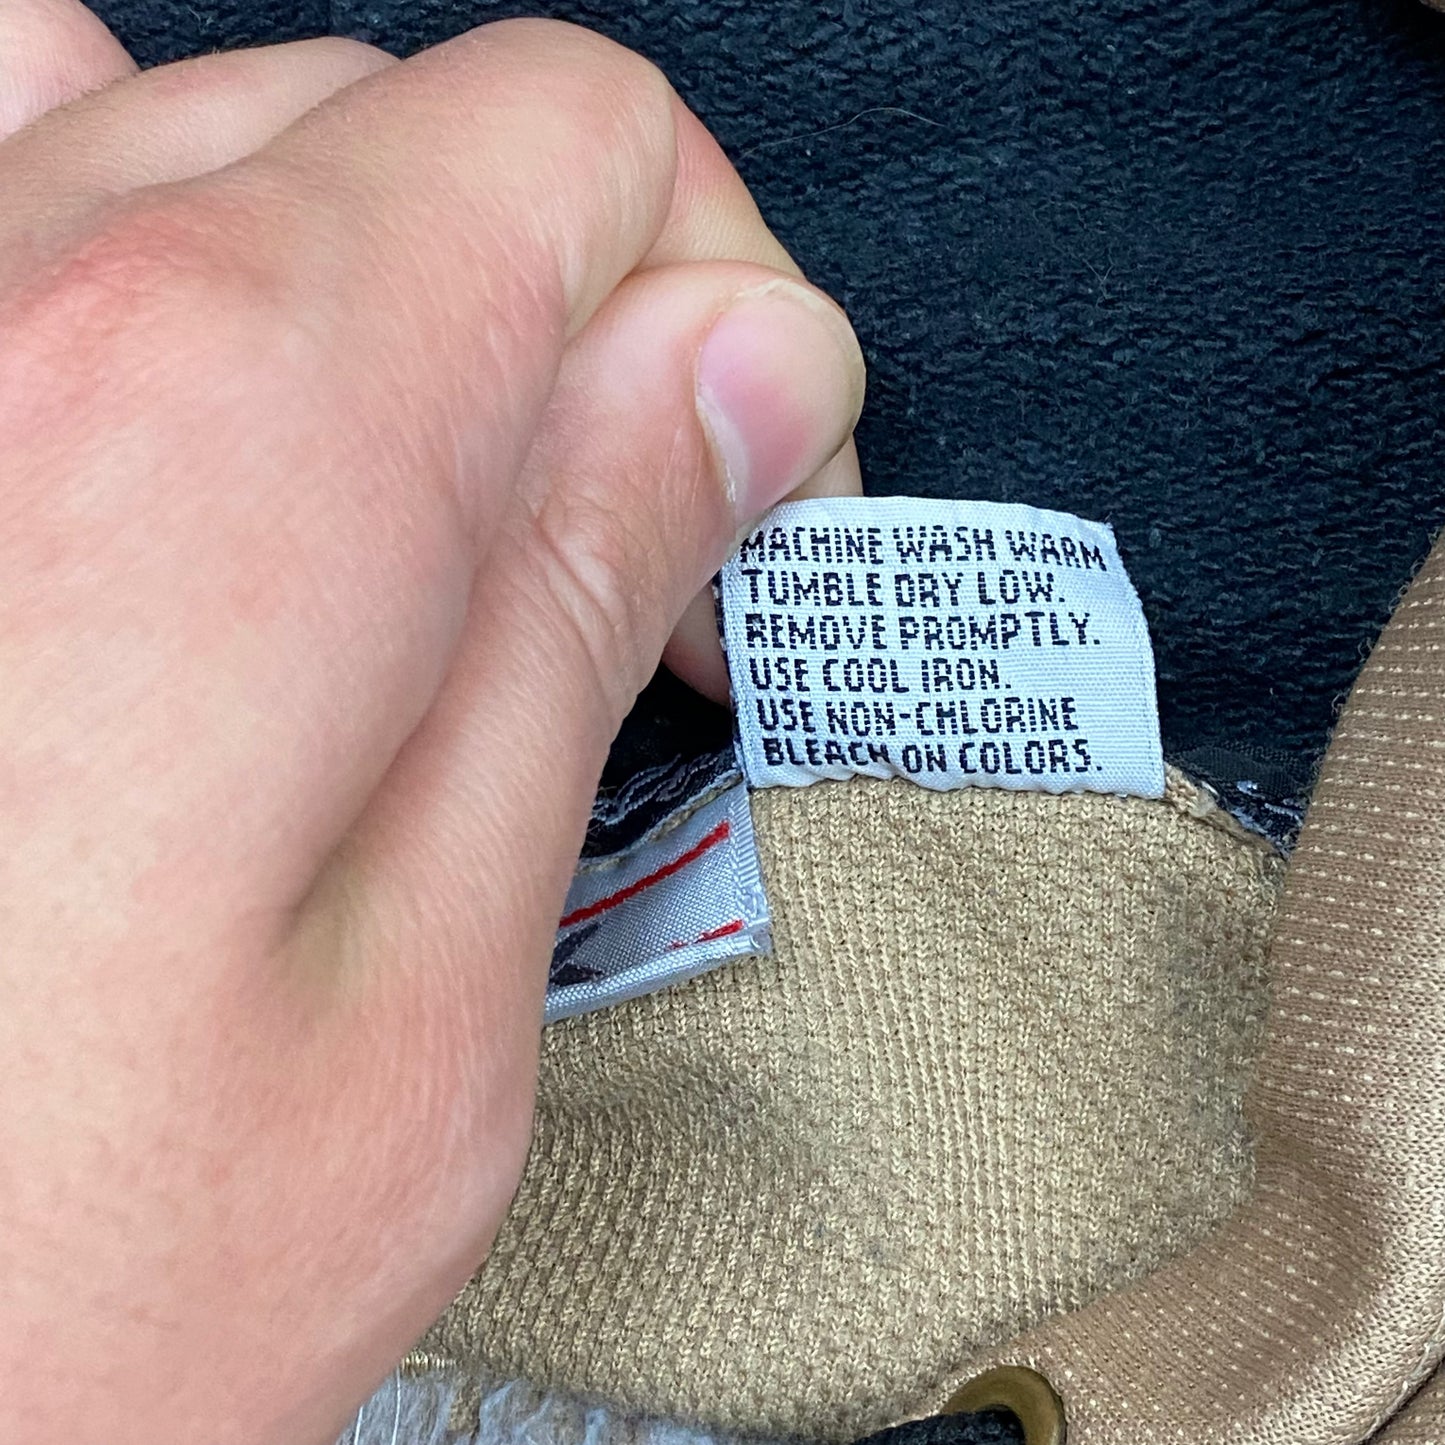 MACHINE WASH WARM
TUMBLE DRY LOW.
REMOVE PROMPTLY.
USE COOL IRON.
USE NON-CHLORINE
BLEACH ON COLORS.